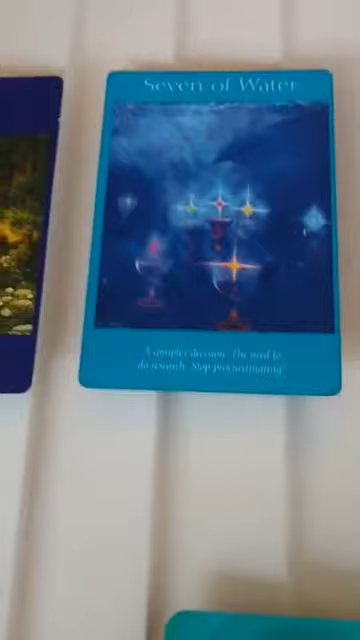 Seven of Water
A complex decision. The need to
do research. Stop procrastinating!